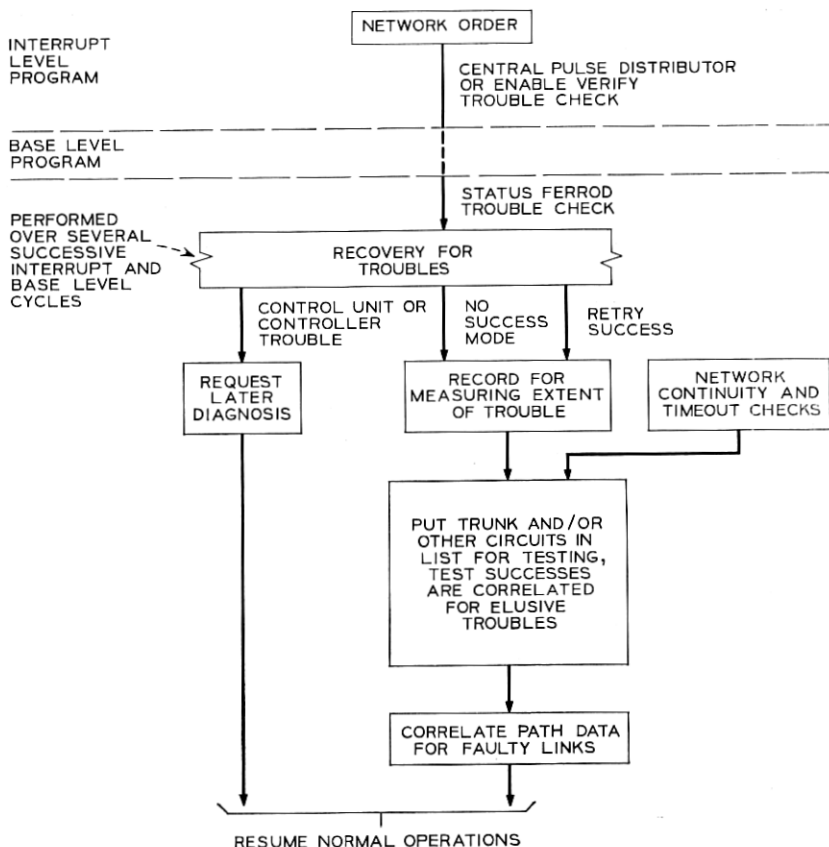 NETWORK ORDER
INTERRUPT
LEVEL
PROGRAM
CENTRAL PULSE DISTRIBUTOR
OR ENABLE VERIFY
TROUBLE CHECK
BASE LEVEL
PROGRAM
STATUS FERROD
TROUBLE CHECK
PERFORMED
OVER SEVERAL
SUCCESSIVE
INTERRUPT AND
BASE LEVEL
CYCLES
RECOVERY FOR
TROUBLES
CONTROL UNIT OR
CONTROLLER
TROUBLE
NO
SUCCESS
MODE
RETRY
SUCCESS
REQUEST
LATER
DIAGNOSIS
RECORD FOR
MEASURING EXTENT
OF TROUBLE
NETWORK
CONTINUITY AND
TIMEOUT CHECKS
PUT TRUNK AND/OR
OTHER CIRCUITS IN
LIST FOR TESTING,
TEST SUCCESSES
ARE CORRELATED
FOR ELUSIVE
TROUBLES
CORRELATE PATH DATA
FOR FAULTY LINKS
RESUME NORMAL OPERATIONS